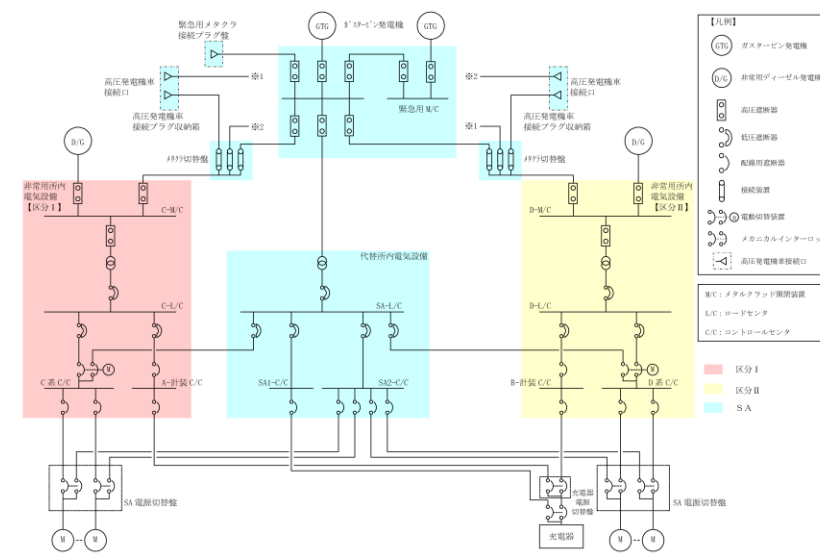 緊急用メタクラ
接続プラグ盤
GTG
ガスタービン発電機
GTG
※1
※2
高圧発電機車
接続口
高圧発電機車
接続口
緊急用 M/C
高圧発電機車
接続プラグ収納箱
高圧発電機車
接続プラグ収納箱
※2
※1
D/G
メタクラ切替盤
メタクラ切替盤
D/G
非常用所内
電気設備
【区分Ⅰ】
非常用所内
電気設備
【区分Ⅱ】
C-M/C
D-M/C
代替所内電気設備
C-L/C
SA-L/C
D-L/C
M
M
C系 C/C
A-計装 C/C
SA1-C/C
SA2-C/C
B-計装 C/C
D系 C/C
SA電源切替盤
充電器
電源
切替盤
SA電源切替盤
M
M
充電器
M
M
【凡例】
GTG
ガスタービン発電機
D/G
非常用ディーゼル発電機
高圧遮断器
低圧遮断器
配線用遮断器
接続装置
M
電動切替装置
メカニカルインターロッ
高圧発電機車接続口
M/C：メタルクラッド開閉装置
L/C：ロードセンタ
C/C：コントロールセンタ
区分Ⅰ
区分Ⅱ
SA